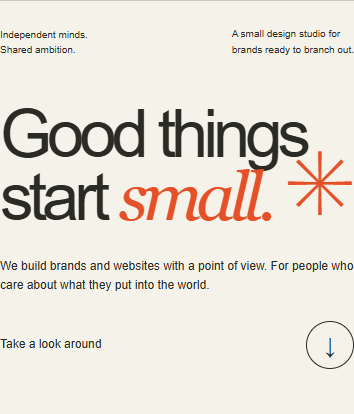 Independent minds.
Shared ambition.
A small design studio for
brands ready to branch out.
Good things
start small.
We build brands and websites with a point of view. For people who
care about what they put into the world.
Take a look around
↓